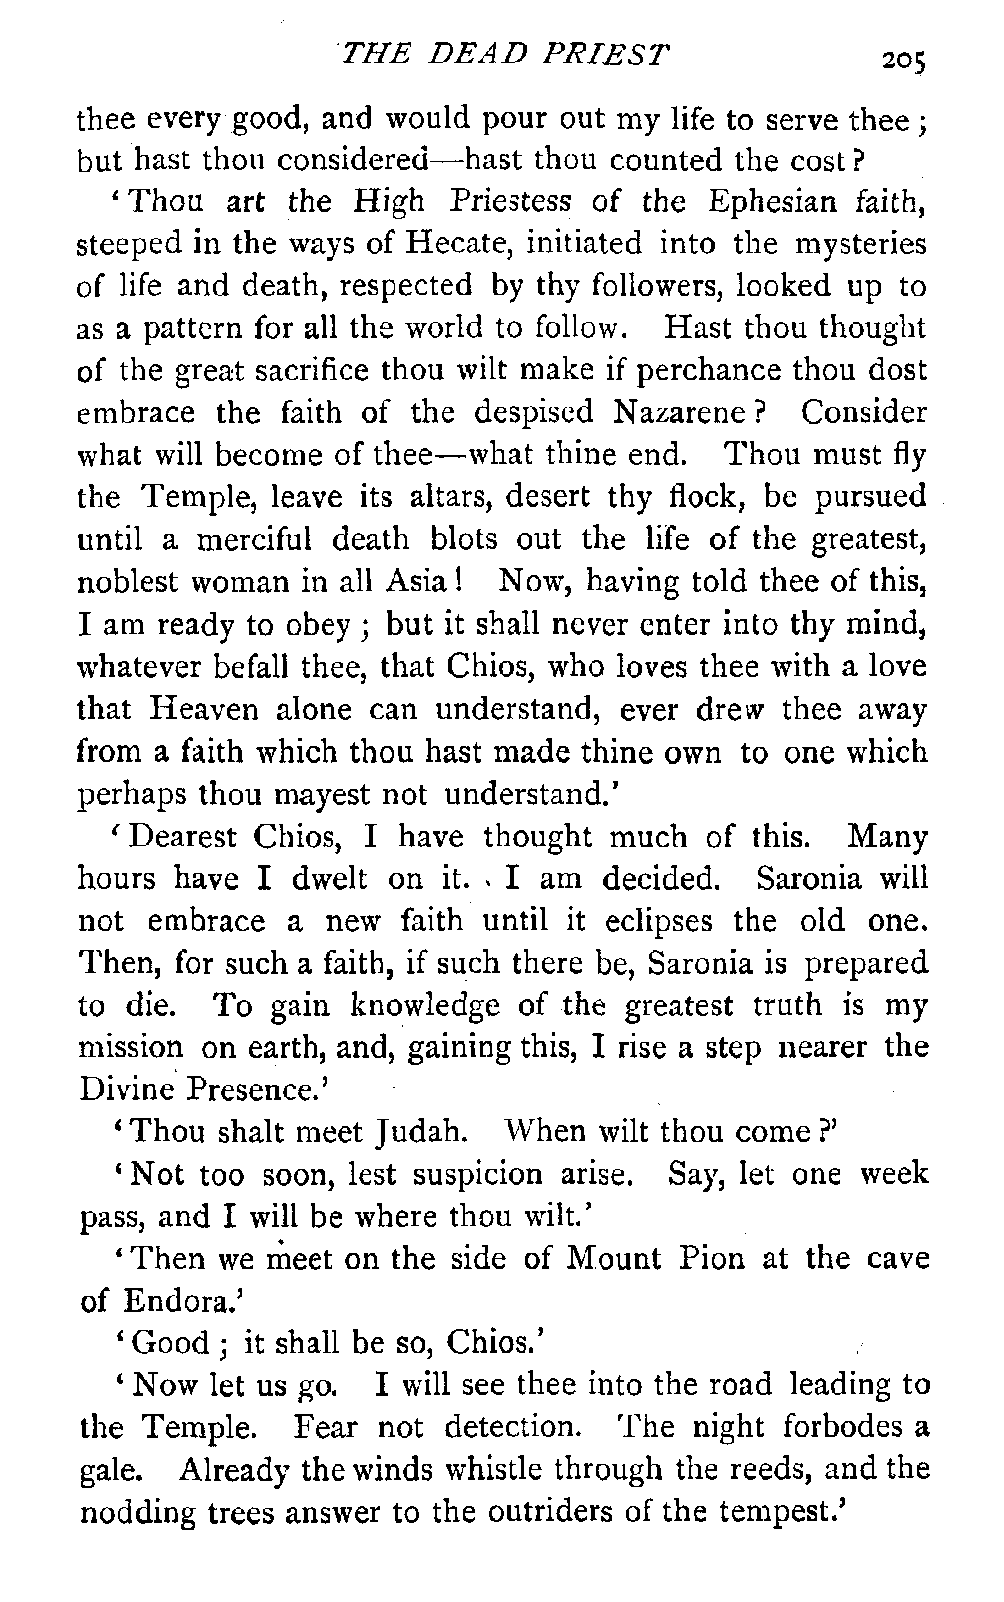 THE DEAD PRIEST 205
thee every good, and would pour out my life to serve thee ;
but hast thou considered—hast thou counted the cost ?
‘ Thou art the High Priestess of the Ephesian faith,
steeped in the ways of Hecate, initiated into the mysteries
of life and death, respected by thy followers, looked up to
as a pattern for all the world to follow. Hast thou thought
of the great sacrifice thou wilt make if perchance thou dost
embrace the faith of the despised Nazarene ? Consider
what will become of thee—what thine end. Thou must fly
the Temple, leave its altars, desert thy flock, be pursued
until a merciful death blots out the life of the greatest,
noblest woman in all Asia ! Now, having told thee of this,
I am ready to obey ; but it shall never enter into thy mind,
whatever befall thee, that Chios, who loves thee with a love
that Heaven alone can understand, ever drew thee away
from a faith which thou hast made thine own to one which
perhaps thou mayest not understand.’
‘ Dearest Chios, I have thought much of this. Many
hours have I dwelt on it. I am decided. Saronia will
not embrace a new faith until it eclipses the old one.
Then, for such a faith, if such there be, Saronia is prepared
to die. To gain knowledge of the greatest truth is my
mission on earth, and, gaining this, I rise a step nearer the
Divine Presence.’
‘ Thou shalt meet Judah. When wilt thou come ?’
‘ Not too soon, lest suspicion arise. Say, let one week
pass, and I will be where thou wilt.’
‘ Then we meet on the side of Mount Pion at the cave
of Endora.’
‘ Good ; it shall be so, Chios.’
‘ Now let us go. I will see thee into the road leading to
the Temple. Fear not detection. The night forbodes a
gale. Already the winds whistle through the reeds, and the
nodding trees answer to the outriders of the tempest.’